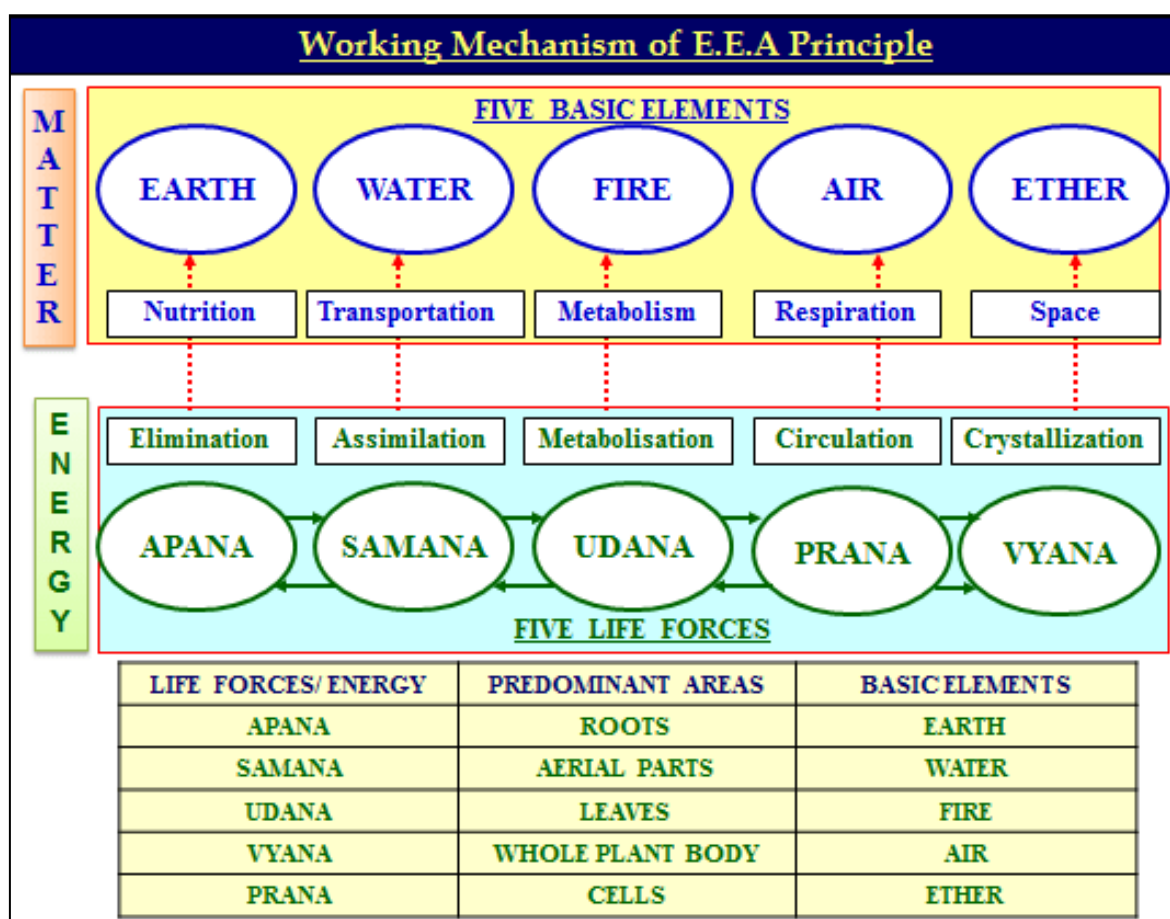 Working Mechanism of E.E.A Principle
MATTER
FIVE BASIC ELEMENTS
EARTH WATER FIRE AIR ETHER
Nutrition Transportation Metabolism Respiration Space
ENERGY
Elimination Assimilation Metabolisation Circulation Crystallization
APANA SAMANA UDANA PRANA VYANA
FIVE LIFE FORCES
LIFE FORCES/ ENERGY PREDOMINANT AREAS BASIC ELEMENTS
APANA ROOTS EARTH
SAMANA AERIAL PARTS WATER
UDANA LEAVES FIRE
VYANA WHOLE PLANT BODY AIR
PRANA CELLS ETHER